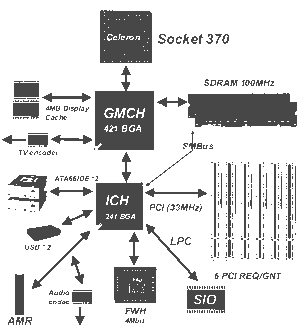 Celeron
Socket 370
SDRAM 100MHz
4MB Display
Cache
GMCH
421 BGA
TV encoder
SMBus
ATA66 IDE *2
ICH
241 BGA
PCI (33MHz)
USB *2
LPC
6 PCI REQ/GNT
Audio
codec
AMR
FWH
4Mbit
SIO